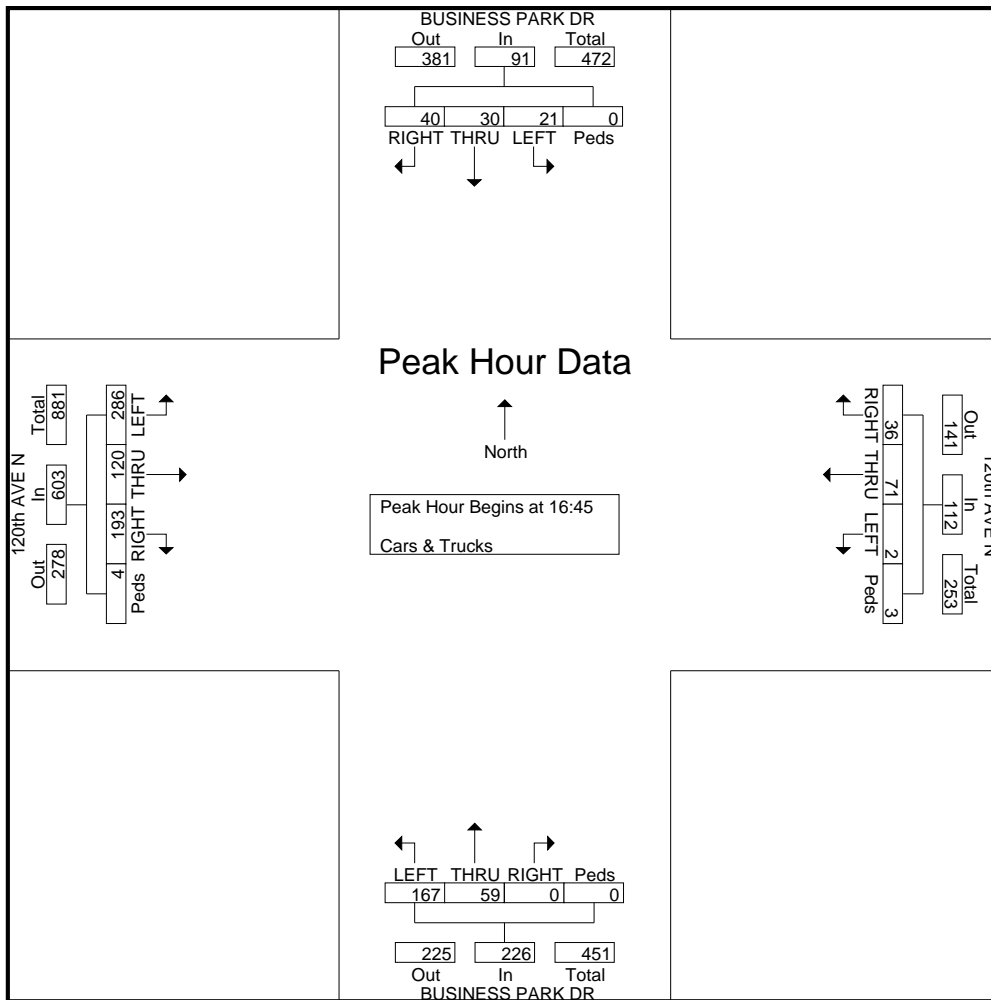 BUSINESS PARK DR
Out In Total
381 91 472
40 30 21 0
RIGHT THRU LEFT Peds
Peak Hour Data
North
Peak Hour Begins at 16:45
Cars & Trucks
120th AVE N
Out In Total
278 603 881
Peds RIGHT THRU LEFT
4 193 120 286
120th AVE N
Out In Total
141 112 253
RIGHT THRU LEFT Peds
36 71 2 3
LEFT THRU RIGHT Peds
167 59 0 0
225 226 451
Out In Total
BUSINESS PARK DR